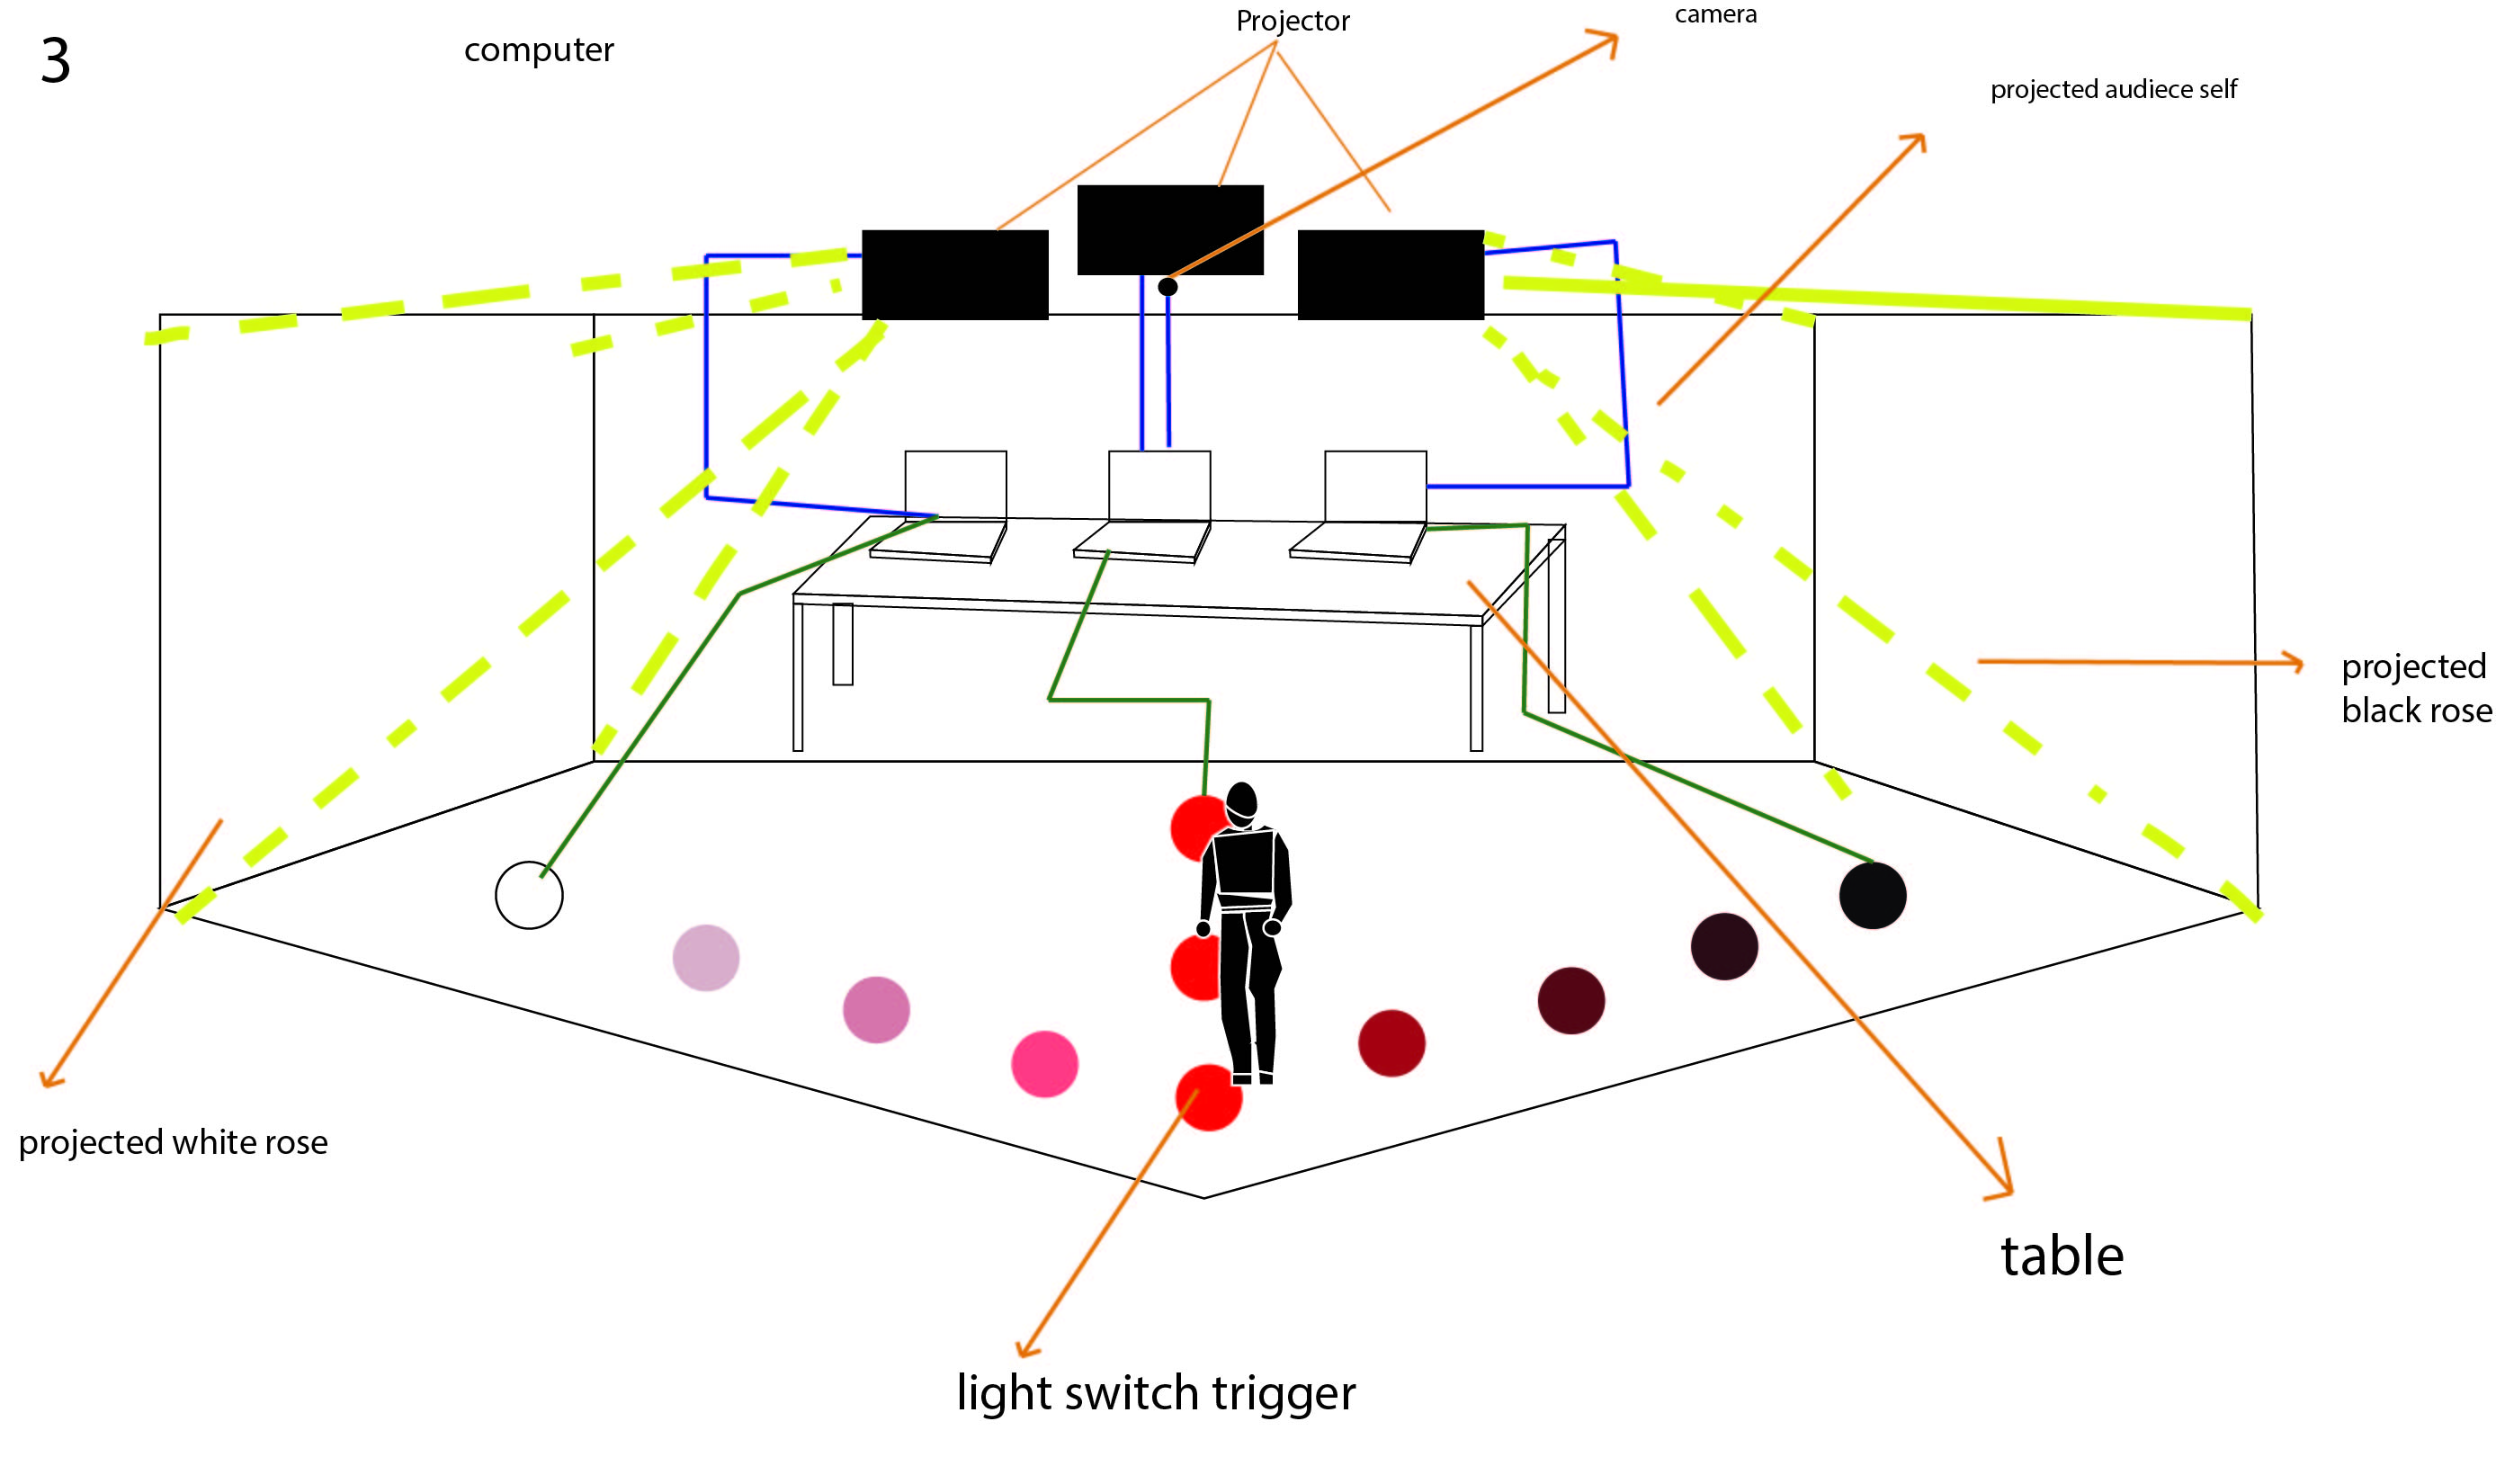 3
computer
Projector
camera
projected audiece self
projected
black rose
projected white rose
table
light switch trigger